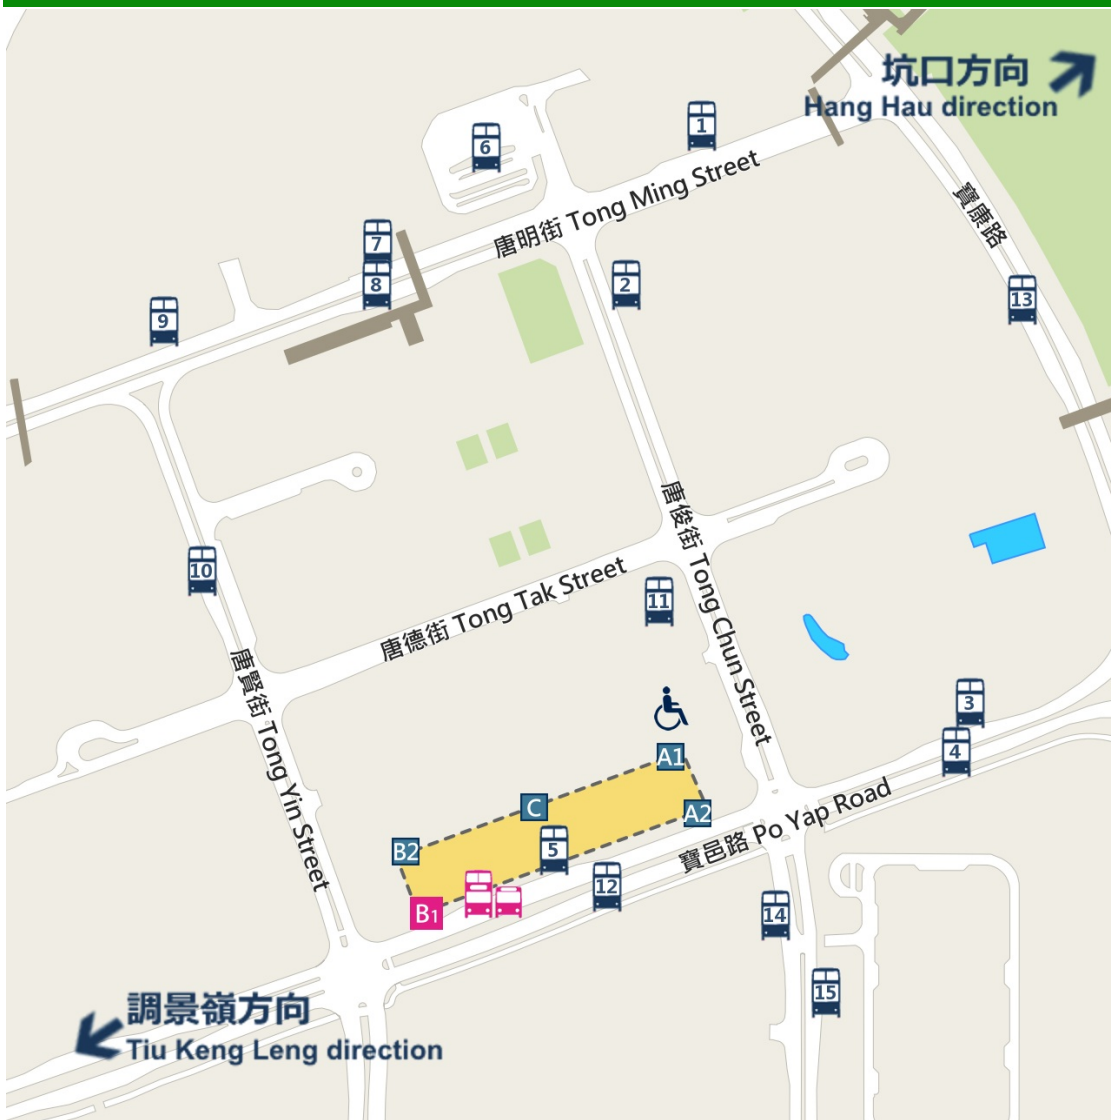 坑口方向
Hang Hau direction
1
6
唐明街 Tong Ming Street
寶康路
7
8
2
13
9
唐俊街 Tong Chun Street
10
唐德街 Tong Tak Street
11
唐賢街 Tong Yin Street
3
4
A1
A2
C
B2
5
寶邑路 Po Yap Road
12
B1
14
15
調景嶺方向
Tiu Keng Leng direction